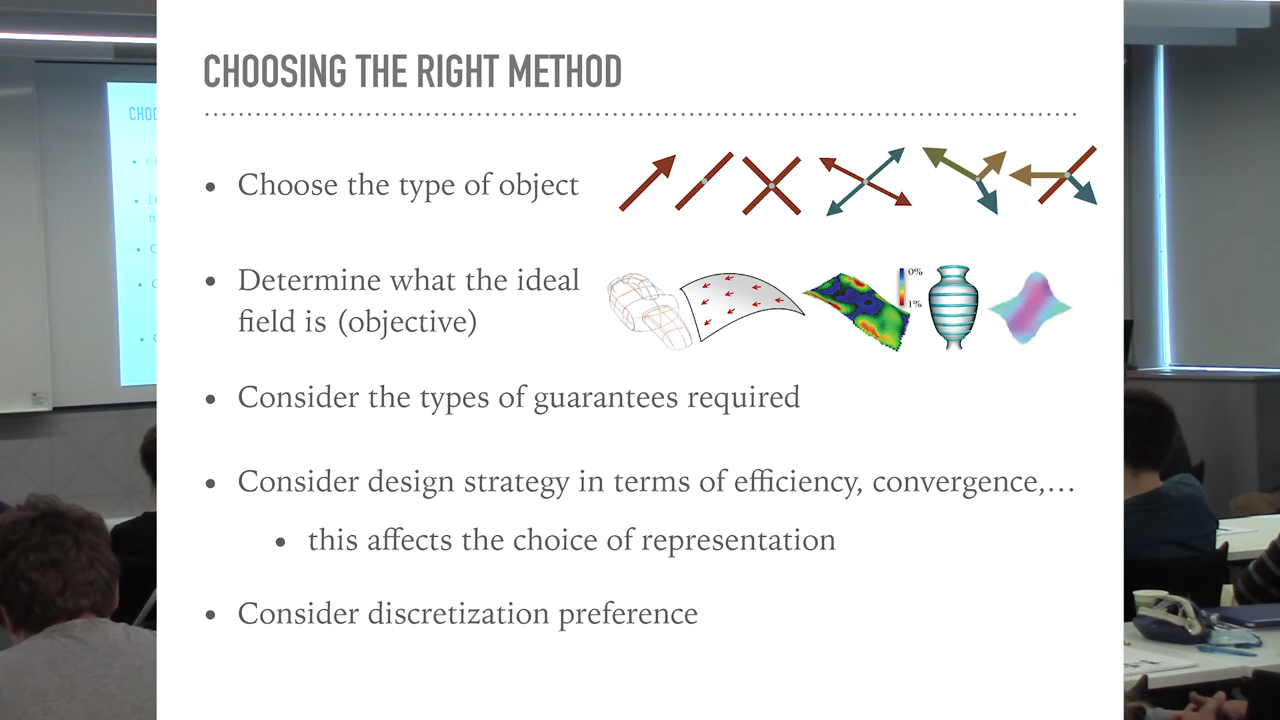 CHOOSING THE RIGHT METHOD
• Choose the type of object
• Determine what the ideal
field is (objective)
0%
1%
• Consider the types of guarantees required
• Consider design strategy in terms of efficiency, convergence,...
• this affects the choice of representation
• Consider discretization preference
CHOO